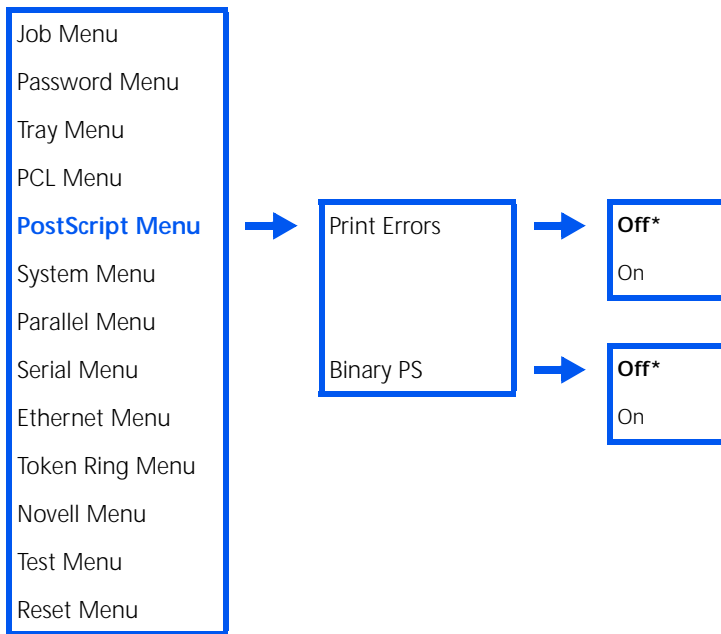 Job Menu
Password Menu
Tray Menu
PCL Menu
PostScript Menu
System Menu
Parallel Menu
Serial Menu
Ethernet Menu
Token Ring Menu
Novell Menu
Test Menu
Reset Menu
Print Errors
Binary PS
Off*
On
Off*
On